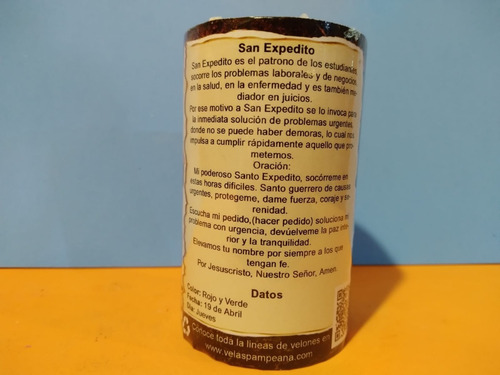 San Expedito
San Expedito es el patrono de los estudiantes,
socorre los problemas laborales y de negocios,
en la salud, en la enfermedad y es también me-
diador en juicios.
Por ese motivo a San Expedito se lo invoca para
la inmediata solución de problemas urgentes,
donde no se puede haber demoras, lo cual nos
impulsa a cumplir rápidamente aquello que pro-
metemos.
Oración:
Mi poderoso Santo Expedito, socórreme en
éstas horas dificiles. Santo guerrero de causas
urgentes, protegeme, dame fuerza, coraje y se-
renidad.
Escucha mi pedido,(hacer pedido) soluciona mi
problema con urgencia, devúelveme la paz inte-
rior y la tranquilidad.
Elevamos tu nombre por siempre a los que
tengan fe.
Por Jesuscristo, Nuestro Señor, Amen.
Datos
Color: Rojo y Verde
Fecha: 19 de Abril
Día: Jueves
Conoce toda la lineas de velones en
www.velaspampeana.com